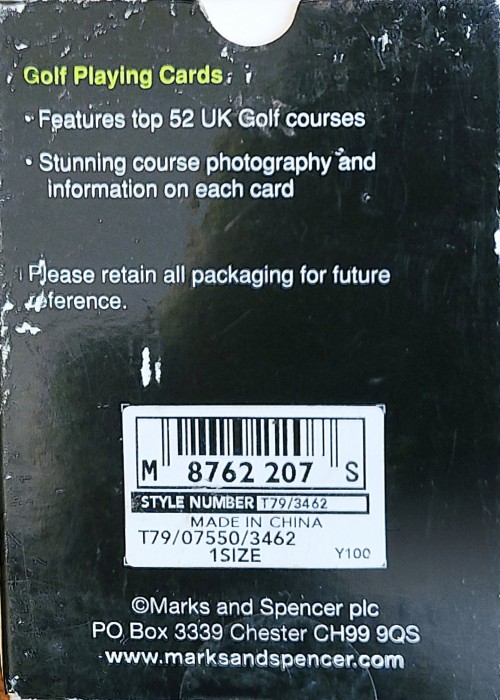 Golf Playing Cards
• Features top 52 UK Golf courses
• Stunning course photography and
information on each card
Please retain all packaging for future
reference.
M 8762 207 S
STYLE NUMBER T79/3462
MADE IN CHINA
T79/07550/3462
1SIZE Y100
©Marks and Spencer plc
PO Box 3339 Chester CH99 9QS
www.marksandspencer.com